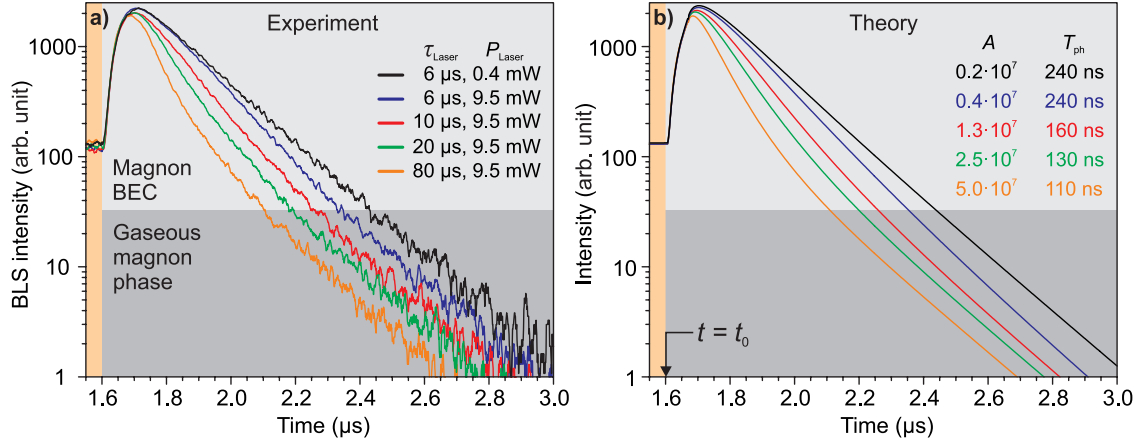 a)
Experiment
τLaser PLaser
6 µs, 0.4 mW
6 µs, 9.5 mW
10 µs, 9.5 mW
20 µs, 9.5 mW
80 µs, 9.5 mW
Magnon
BEC
Gaseous
magnon
phase
BLS intensity (arb. unit)
1000
100
10
1
1.6 1.8 2.0 2.2 2.4 2.6 2.8 3.0
Time (µs)
b)
Theory
A Tph
0.2·10⁷ 240 ns
0.4·10⁷ 240 ns
1.3·10⁷ 160 ns
2.5·10⁷ 130 ns
5.0·10⁷ 110 ns
t = t₀
Intensity (arb. unit)
1000
100
10
1
1.6 1.8 2.0 2.2 2.4 2.6 2.8 3.0
Time (µs)